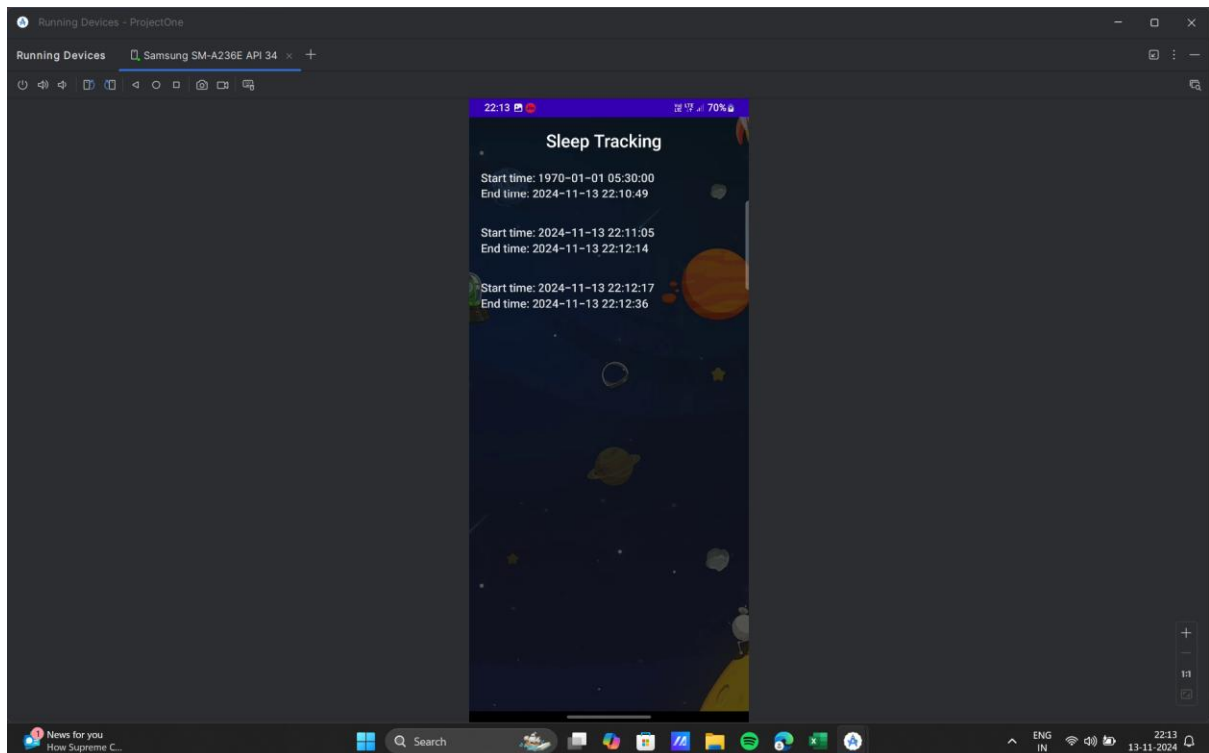 Running Devices - ProjectOne
Running Devices Samsung SM-A236E API 34
22:13 70%
Sleep Tracking
Start time: 1970-01-01 05:30:00
End time: 2024-11-13 22:10:49
Start time: 2024-11-13 22:11:05
End time: 2024-11-13 22:12:14
Start time: 2024-11-13 22:12:17
End time: 2024-11-13 22:12:36
1:1
1
News for you
How Supreme C...
Search
ENG
IN
22:13
13-11-2024